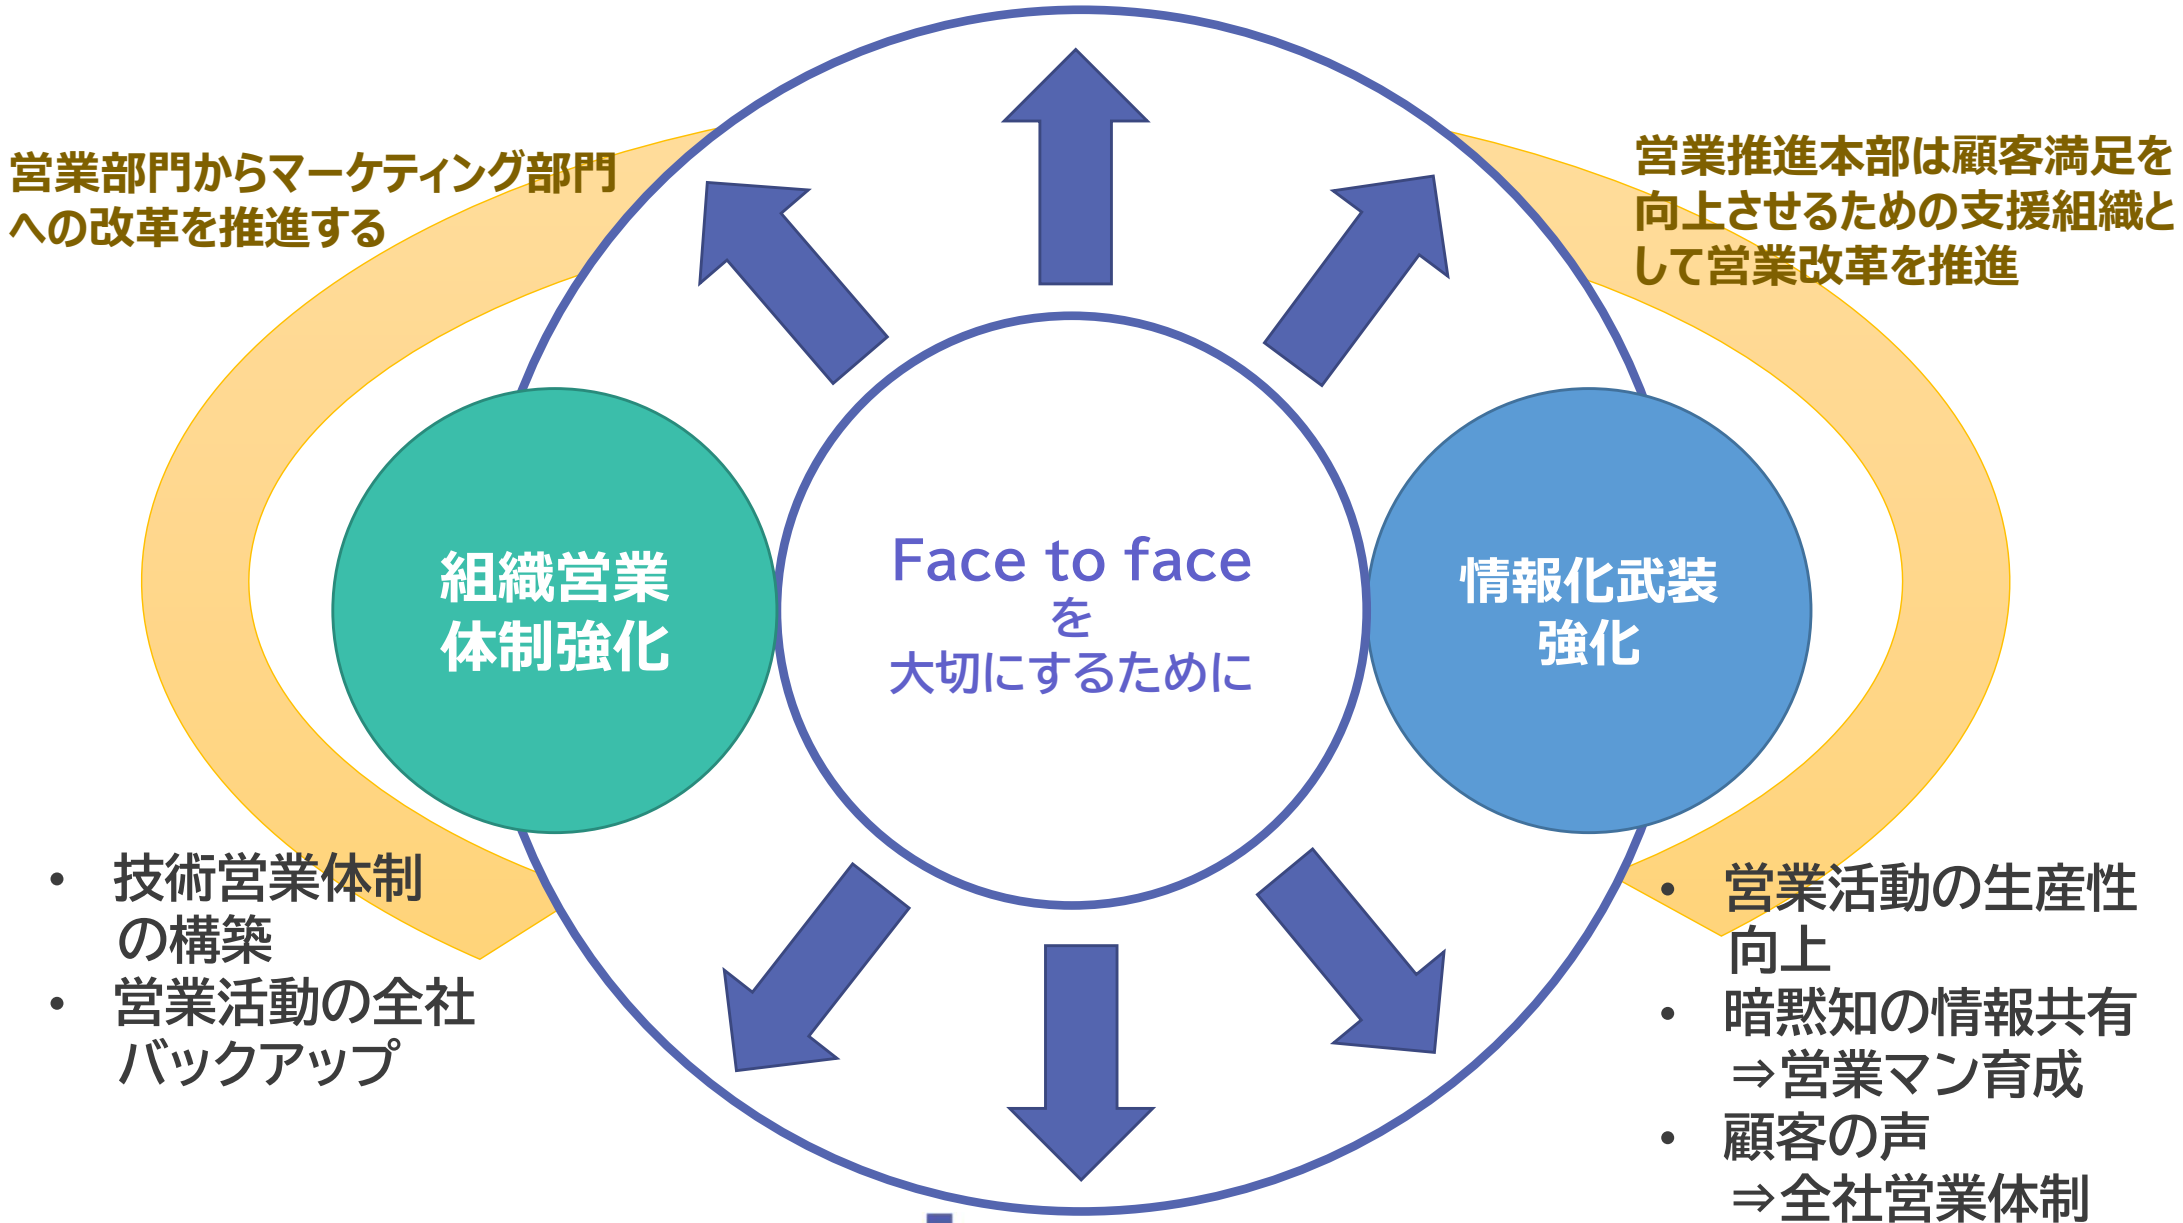 営業部門からマーケティング部門
への改革を推進する
営業推進本部は顧客満足を
向上させるための支援組織と
して営業改革を推進
組織営業
体制強化
Face to face
を
大切にするために
情報化武装
強化
• 技術営業体制
の構築
• 営業活動の全社
バックアップ
• 営業活動の生産性
向上
• 暗黙知の情報共有
⇒営業マン育成
• 顧客の声
⇒全社営業体制